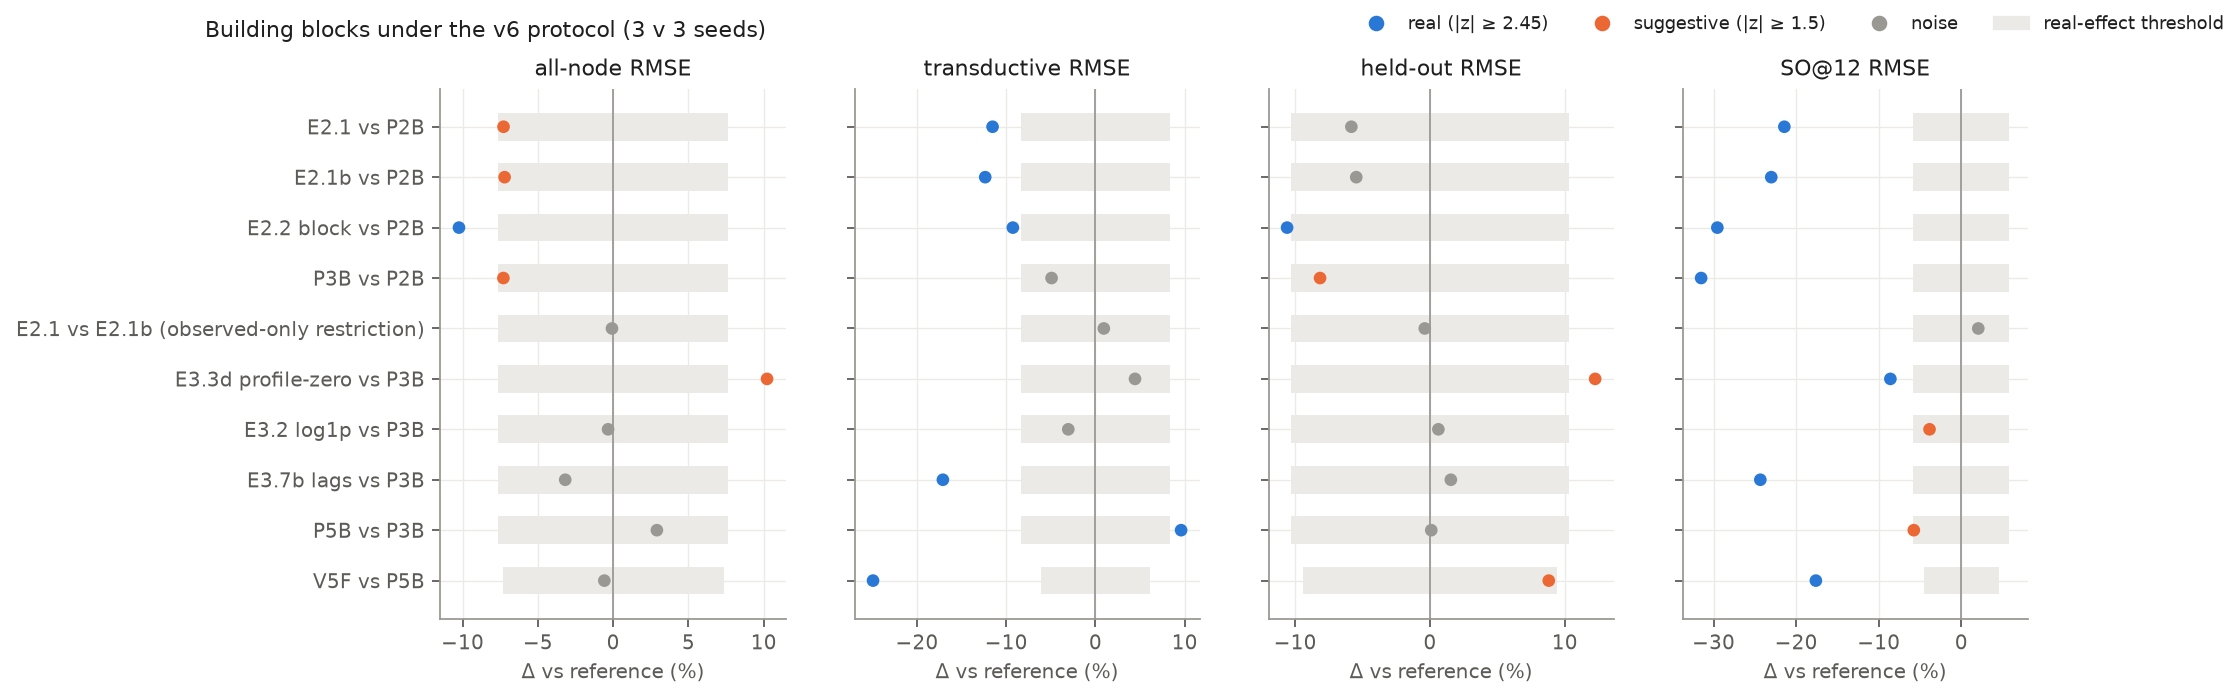 Building blocks under the v6 protocol (3 v 3 seeds)
real (|z| ≥ 2.45)
suggestive (|z| ≥ 1.5)
noise
real-effect threshold
all-node RMSE
transductive RMSE
held-out RMSE
SO@12 RMSE
E2.1 vs P2B
E2.1b vs P2B
E2.2 block vs P2B
P3B vs P2B
E2.1 vs E2.1b (observed-only restriction)
E3.3d profile-zero vs P3B
E3.2 log1p vs P3B
E3.7b lags vs P3B
P5B vs P3B
V5F vs P5B
−10 −5 0 5 10
−20 −10 0 10
−10 0 10
−30 −20 −10 0
Δ vs reference (%)
Δ vs reference (%)
Δ vs reference (%)
Δ vs reference (%)